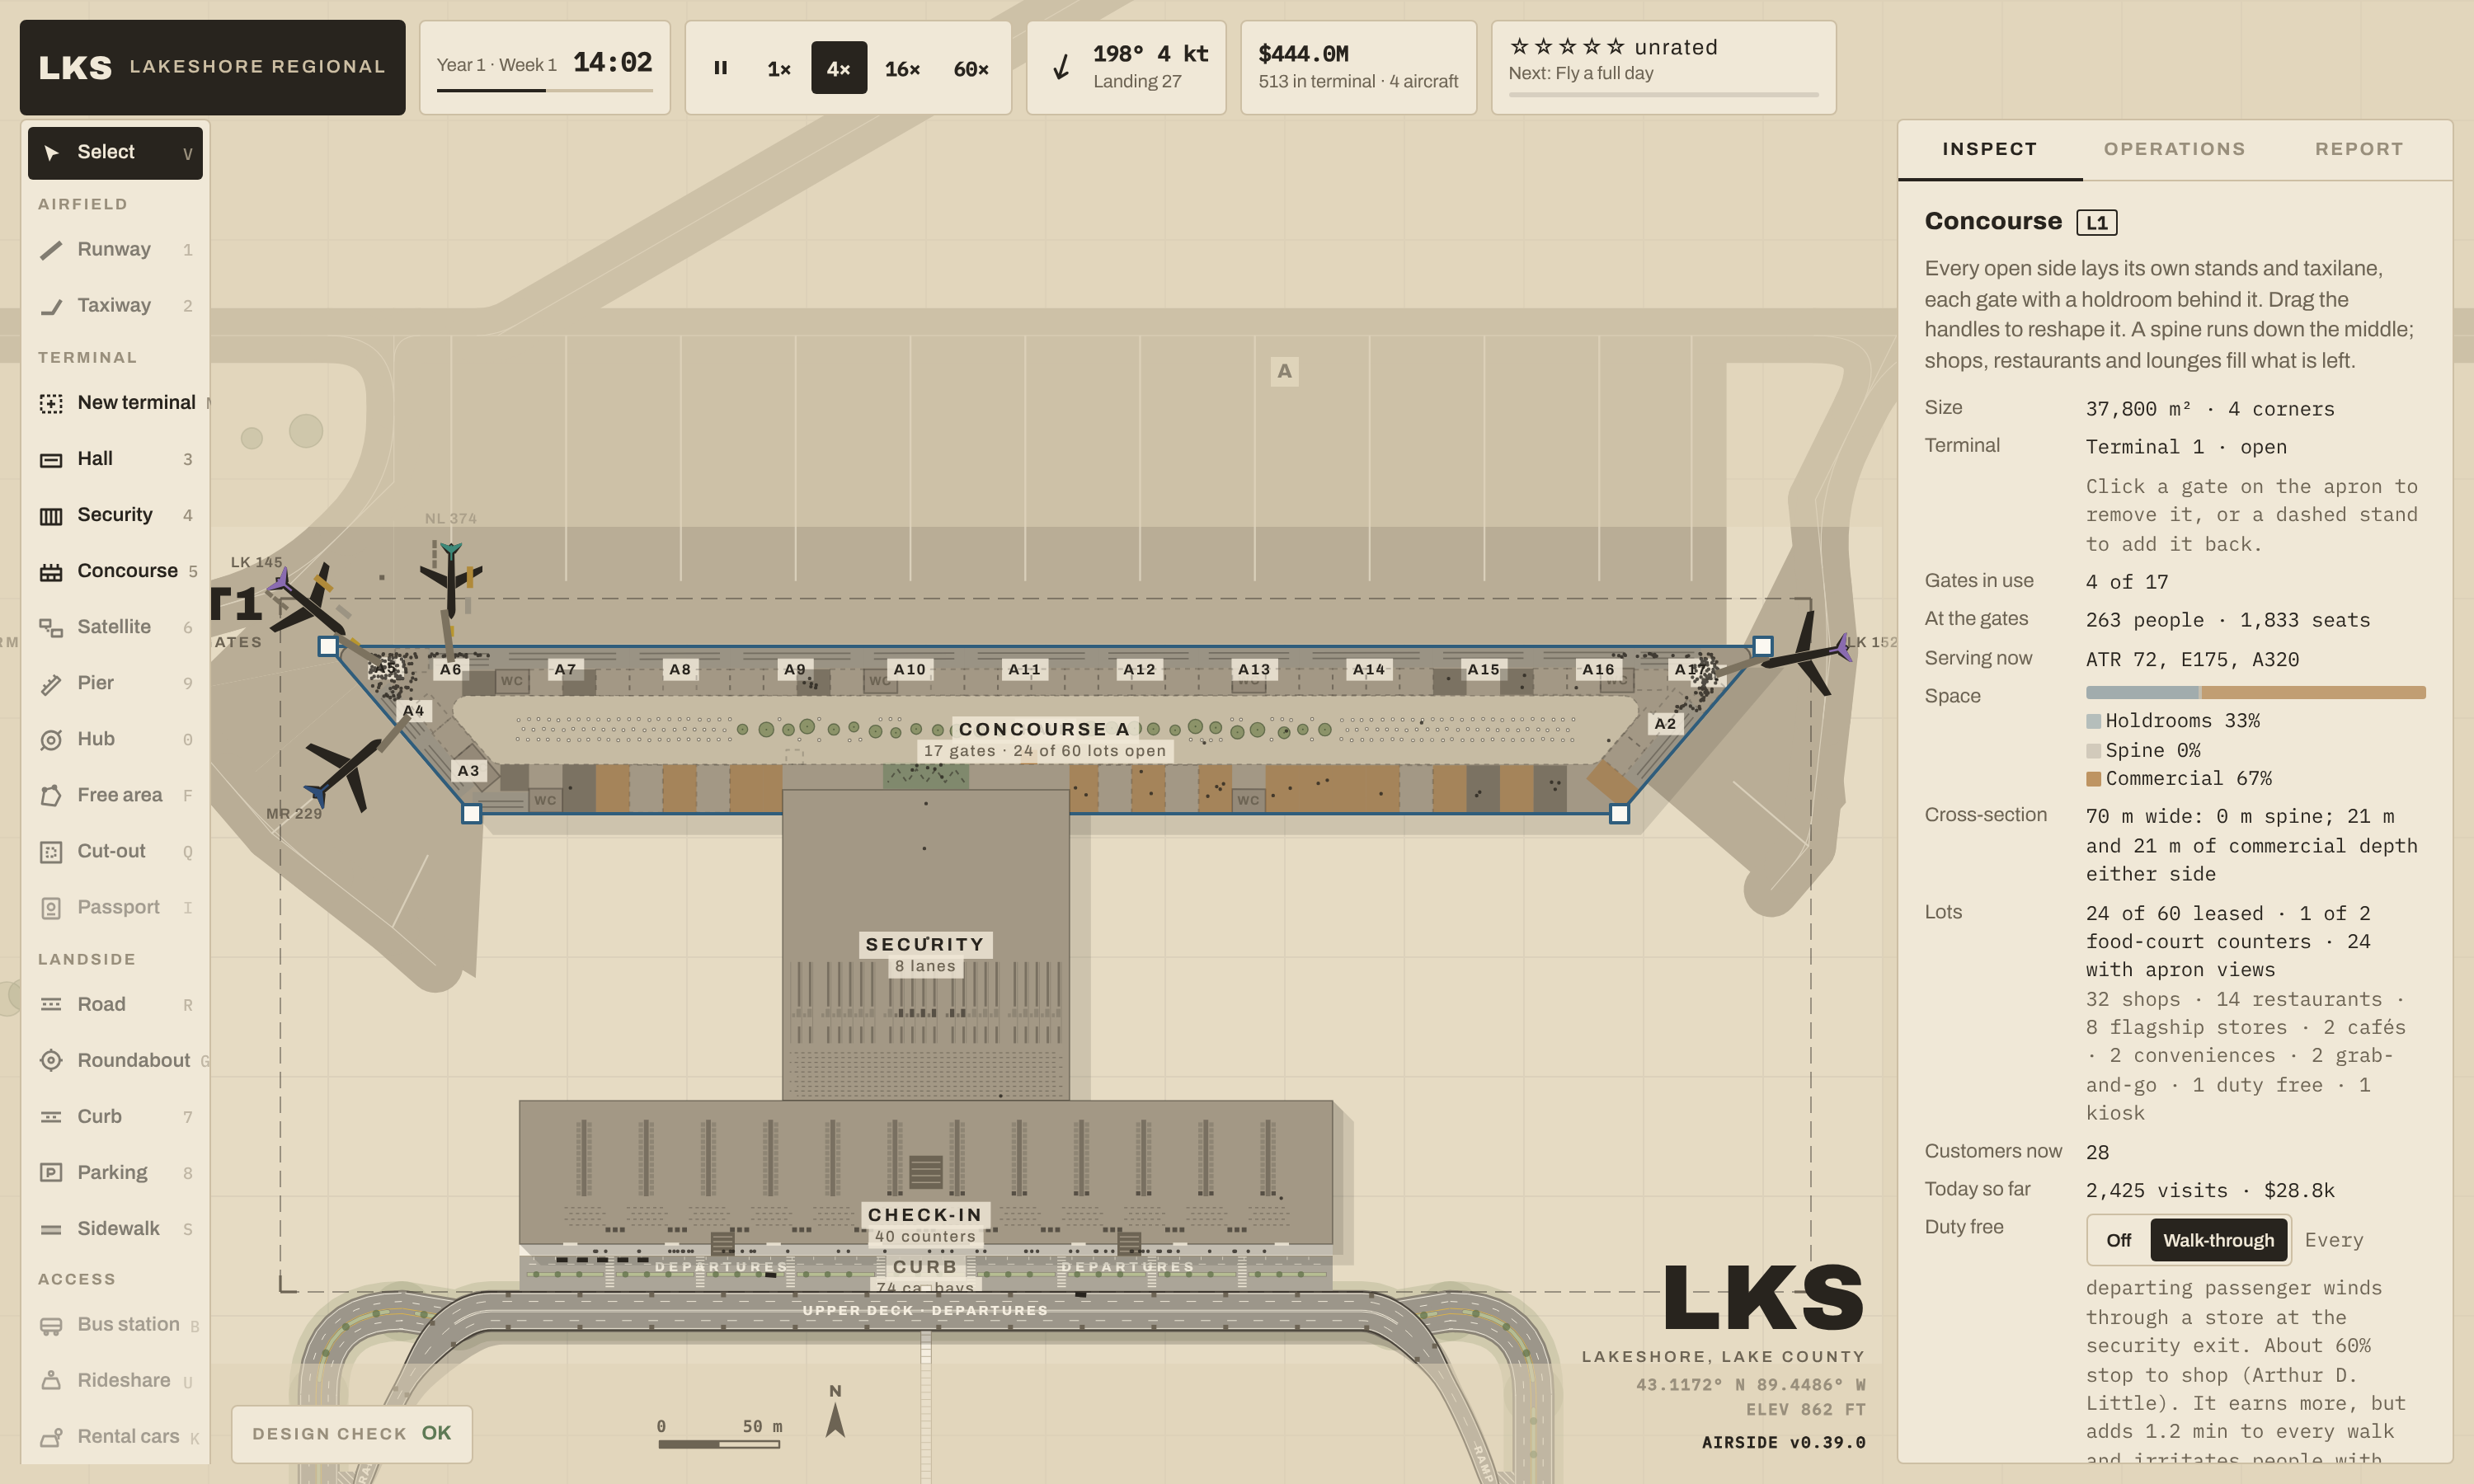 LKS LAKESHORE REGIONAL
Year 1 · Week 1 14:02
1× 4× 16× 60×
198° 4 kt
Landing 27
$444.0M
513 in terminal · 4 aircraft
☆☆☆☆☆ unrated
Next: Fly a full day
Select V
AIRFIELD
Runway 1
Taxiway 2
TERMINAL
New terminal
Hall 3
Security 4
Concourse 5
Satellite 6
Pier 9
Hub 0
Free area F
Cut-out Q
Passport I
LANDSIDE
Road R
Roundabout G
Curb 7
Parking 8
Sidewalk S
ACCESS
Bus station B
Rideshare U
Rental cars K
A
NL 374
LK 145
T1
ATES
LK 152
MR 229
A6 A7 A8 A9 A10 A11 A12 A13 A14 A15 A16 A17
WC WC WC WC
A4
A2
A3
CONCOURSE A
17 gates · 24 of 60 lots open
WC WC
SECURITY
8 lanes
CHECK-IN
40 counters
DEPARTURES CURB DEPARTURES
74 car bays
UPPER DECK · DEPARTURES
RAMP
DESIGN CHECK OK
0 50 m
N
LKS
LAKESHORE, LAKE COUNTY
43.1172° N 89.4486° W
ELEV 862 FT
AIRSIDE v0.39.0
INSPECT OPERATIONS REPORT
Concourse L1
Every open side lays its own stands and taxilane,
each gate with a holdroom behind it. Drag the
handles to reshape it. A spine runs down the middle;
shops, restaurants and lounges fill what is left.
Size 37,800 m² · 4 corners
Terminal Terminal 1 · open
Click a gate on the apron to
remove it, or a dashed stand
to add it back.
Gates in use 4 of 17
At the gates 263 people · 1,833 seats
Serving now ATR 72, E175, A320
Space
Holdrooms 33%
Spine 0%
Commercial 67%
Cross-section 70 m wide: 0 m spine; 21 m
and 21 m of commercial depth
either side
Lots 24 of 60 leased · 1 of 2
food-court counters · 24
with apron views
32 shops · 14 restaurants ·
8 flagship stores · 2 cafés
· 2 conveniences · 2 grab-
and-go · 1 duty free · 1
kiosk
Customers now 28
Today so far 2,425 visits · $28.8k
Duty free Off Walk-through Every
departing passenger winds
through a store at the
security exit. About 60%
stop to shop (Arthur D.
Little). It earns more, but
adds 1.2 min to every walk
and irritates people with